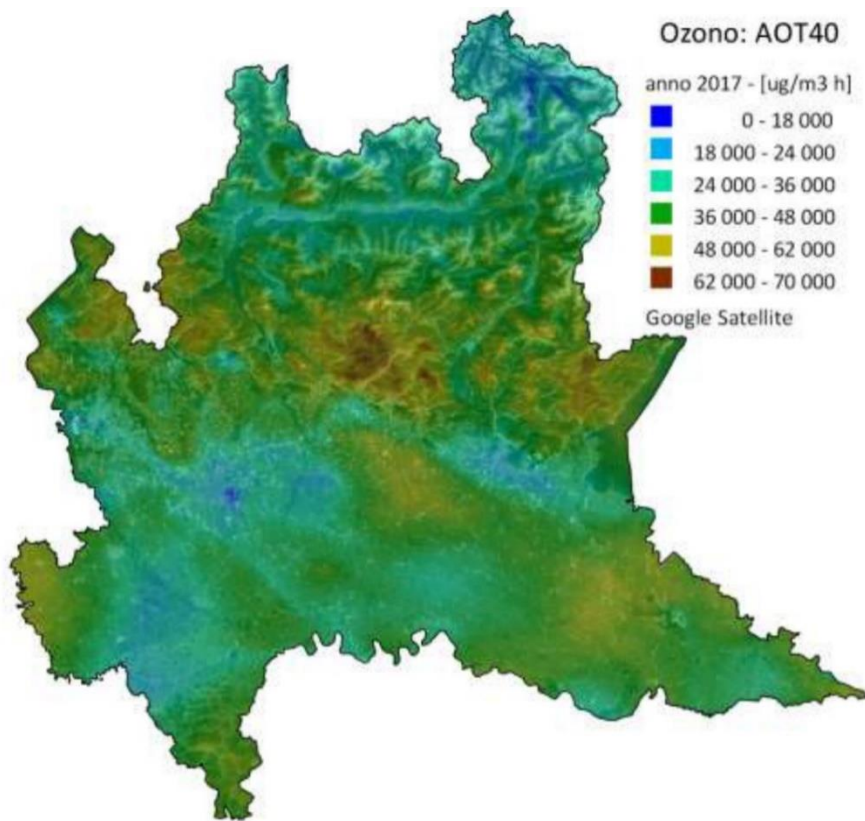 Ozono: AOT40
anno 2017 - [ug/m3 h]
0 - 18 000
18 000 - 24 000
24 000 - 36 000
36 000 - 48 000
48 000 - 62 000
62 000 - 70 000
Google Satellite